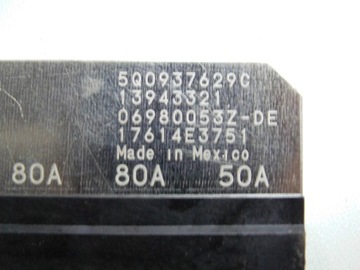 5Q0937629C
13943321
06980053Z-DE
17614E3751
Made in Mexico
80A 80A 50A